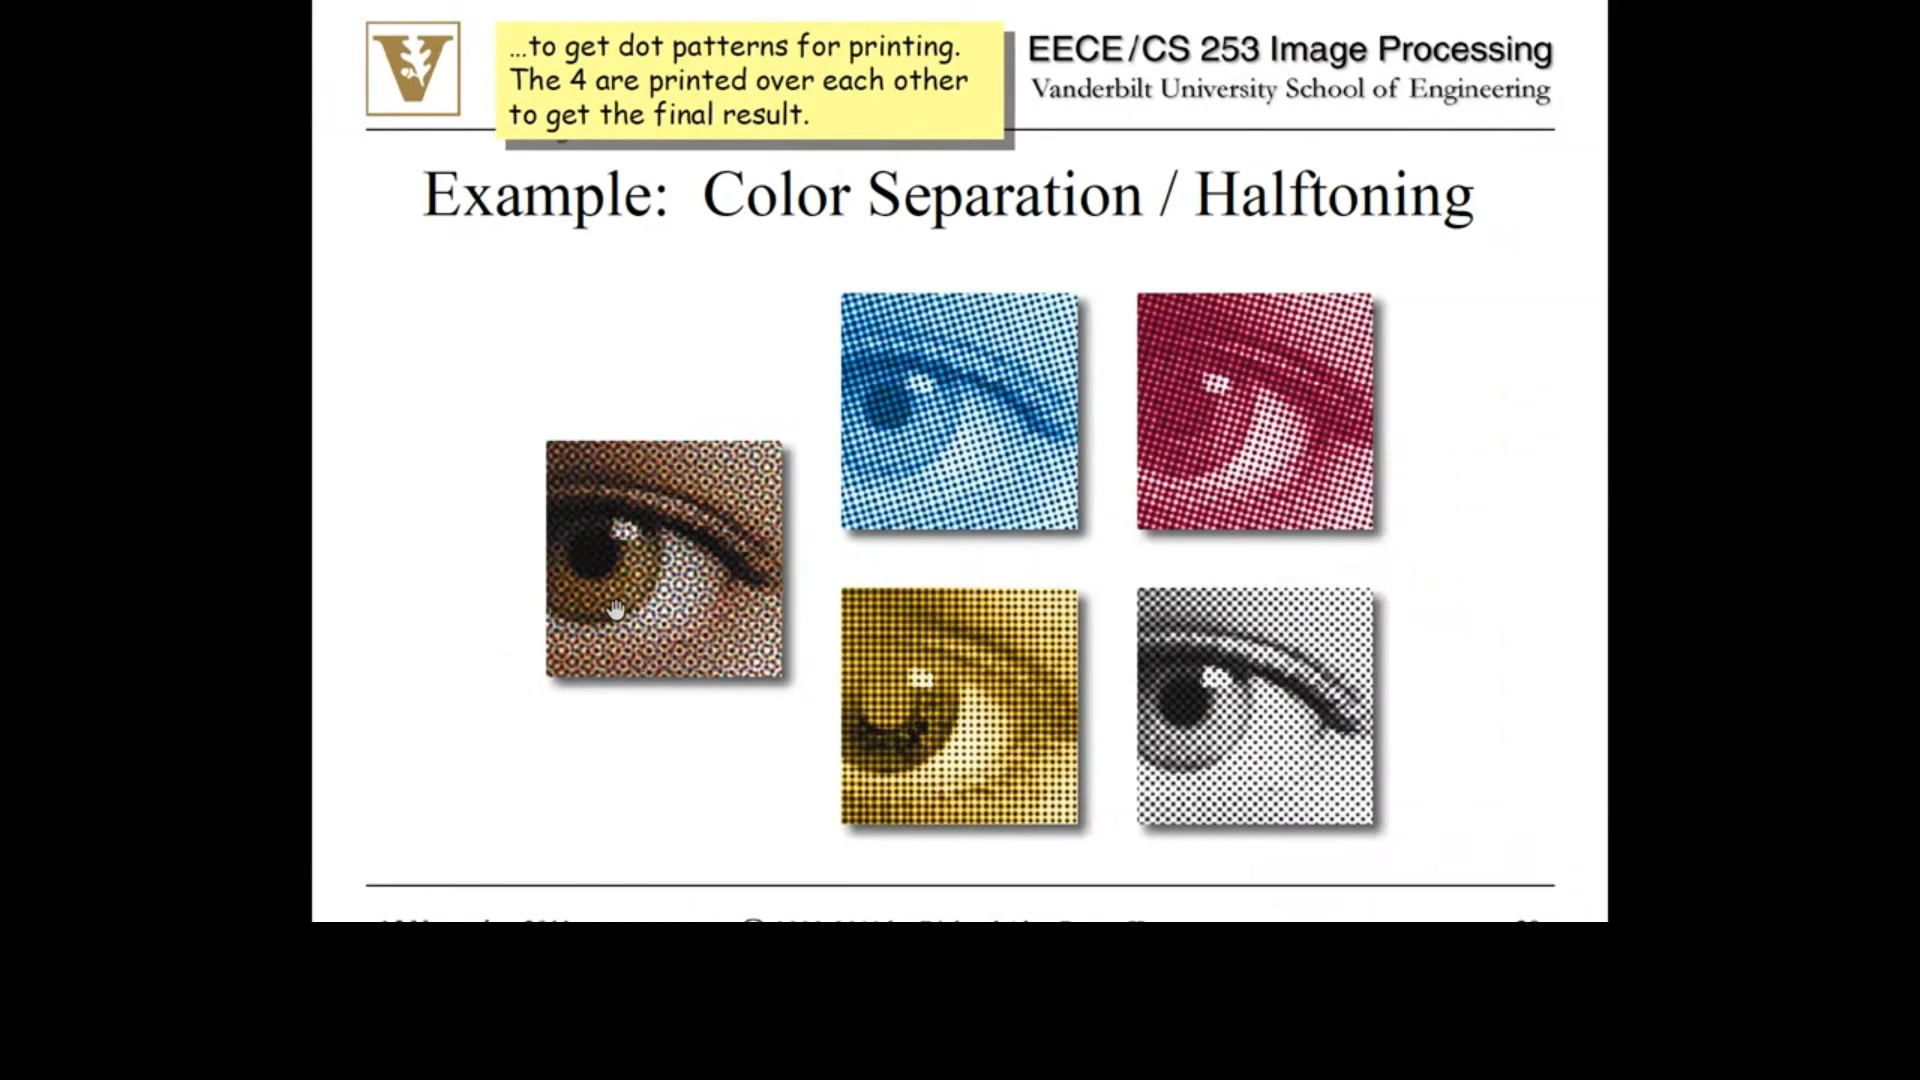 ...to get dot patterns for printing.
The 4 are printed over each other
to get the final result.
EECE/CS 253 Image Processing
Vanderbilt University School of Engineering
Example: Color Separation / Halftoning